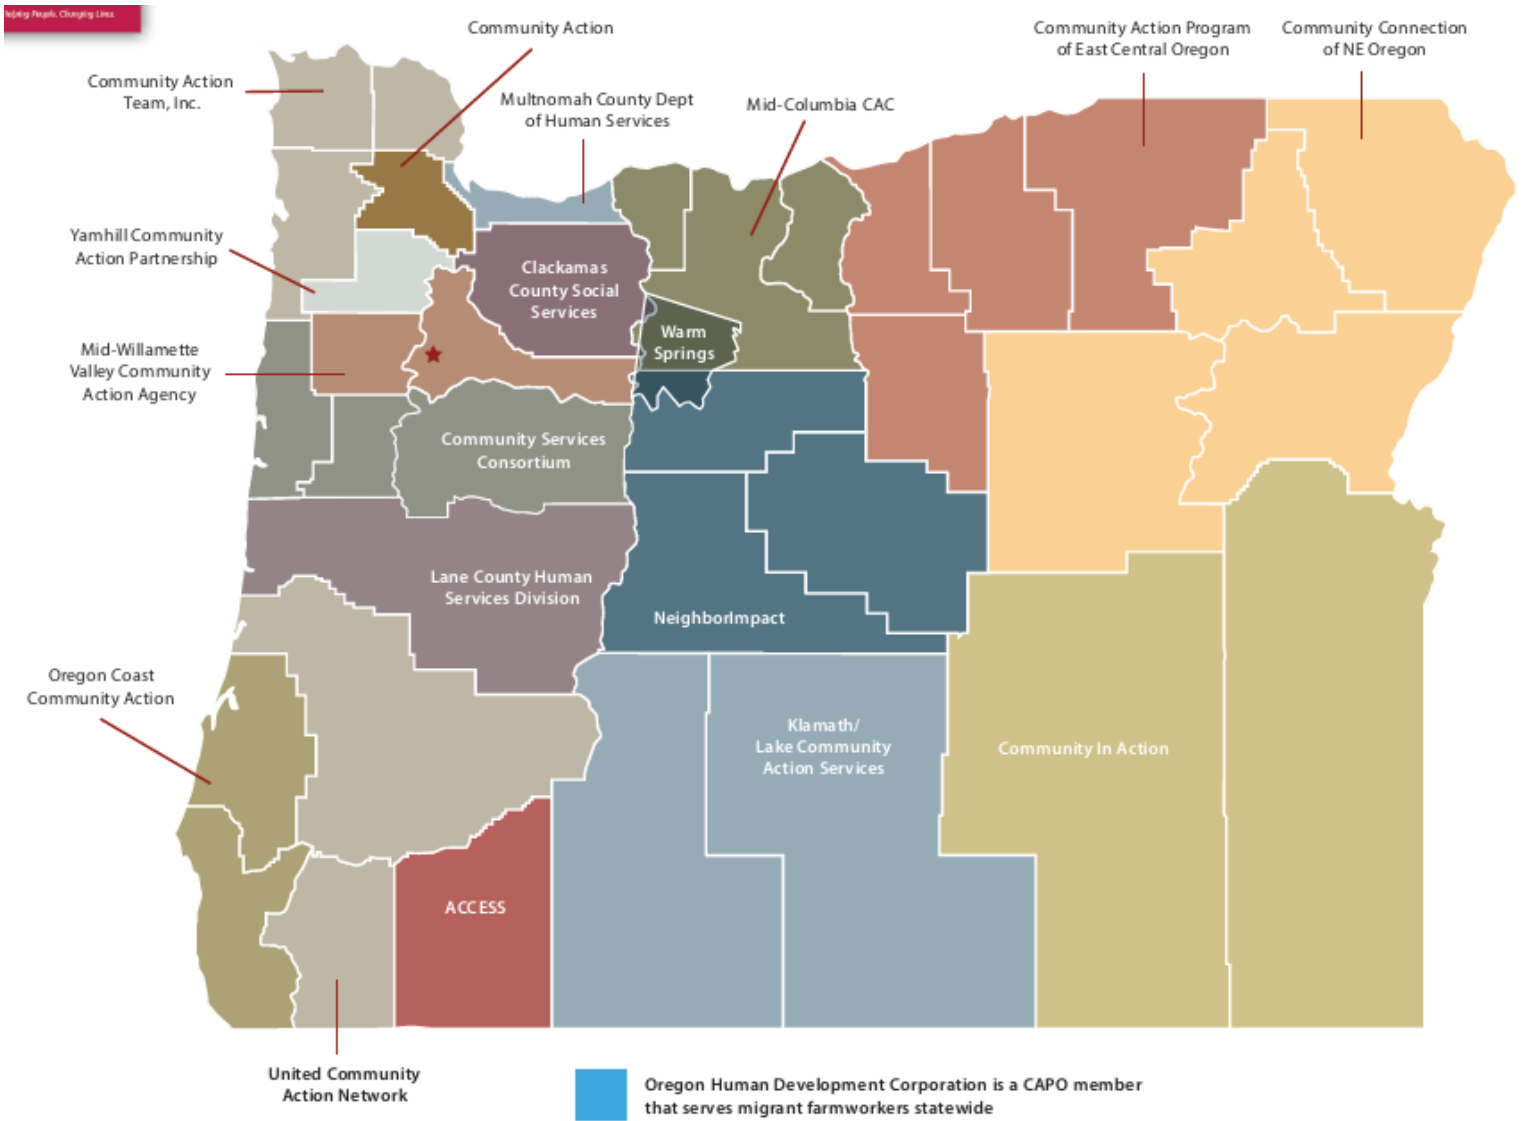 Helping People. Changing Lives.
Community Action
Community Action Program
of East Central Oregon
Community Connection
of NE Oregon
Community Action
Team, Inc.
Multnomah County Dept
of Human Services
Mid-Columbia CAC
Yamhill Community
Action Partnership
Clackamas
County Social
Services
Warm
Springs
Mid-Willamette
Valley Community
Action Agency
Community Services
Consortium
Lane County Human
Services Division
NeighborImpact
Oregon Coast
Community Action
Klamath/
Lake Community
Action Services
Community In Action
ACCESS
United Community
Action Network
Oregon Human Development Corporation is a CAPO member
that serves migrant farmworkers statewide